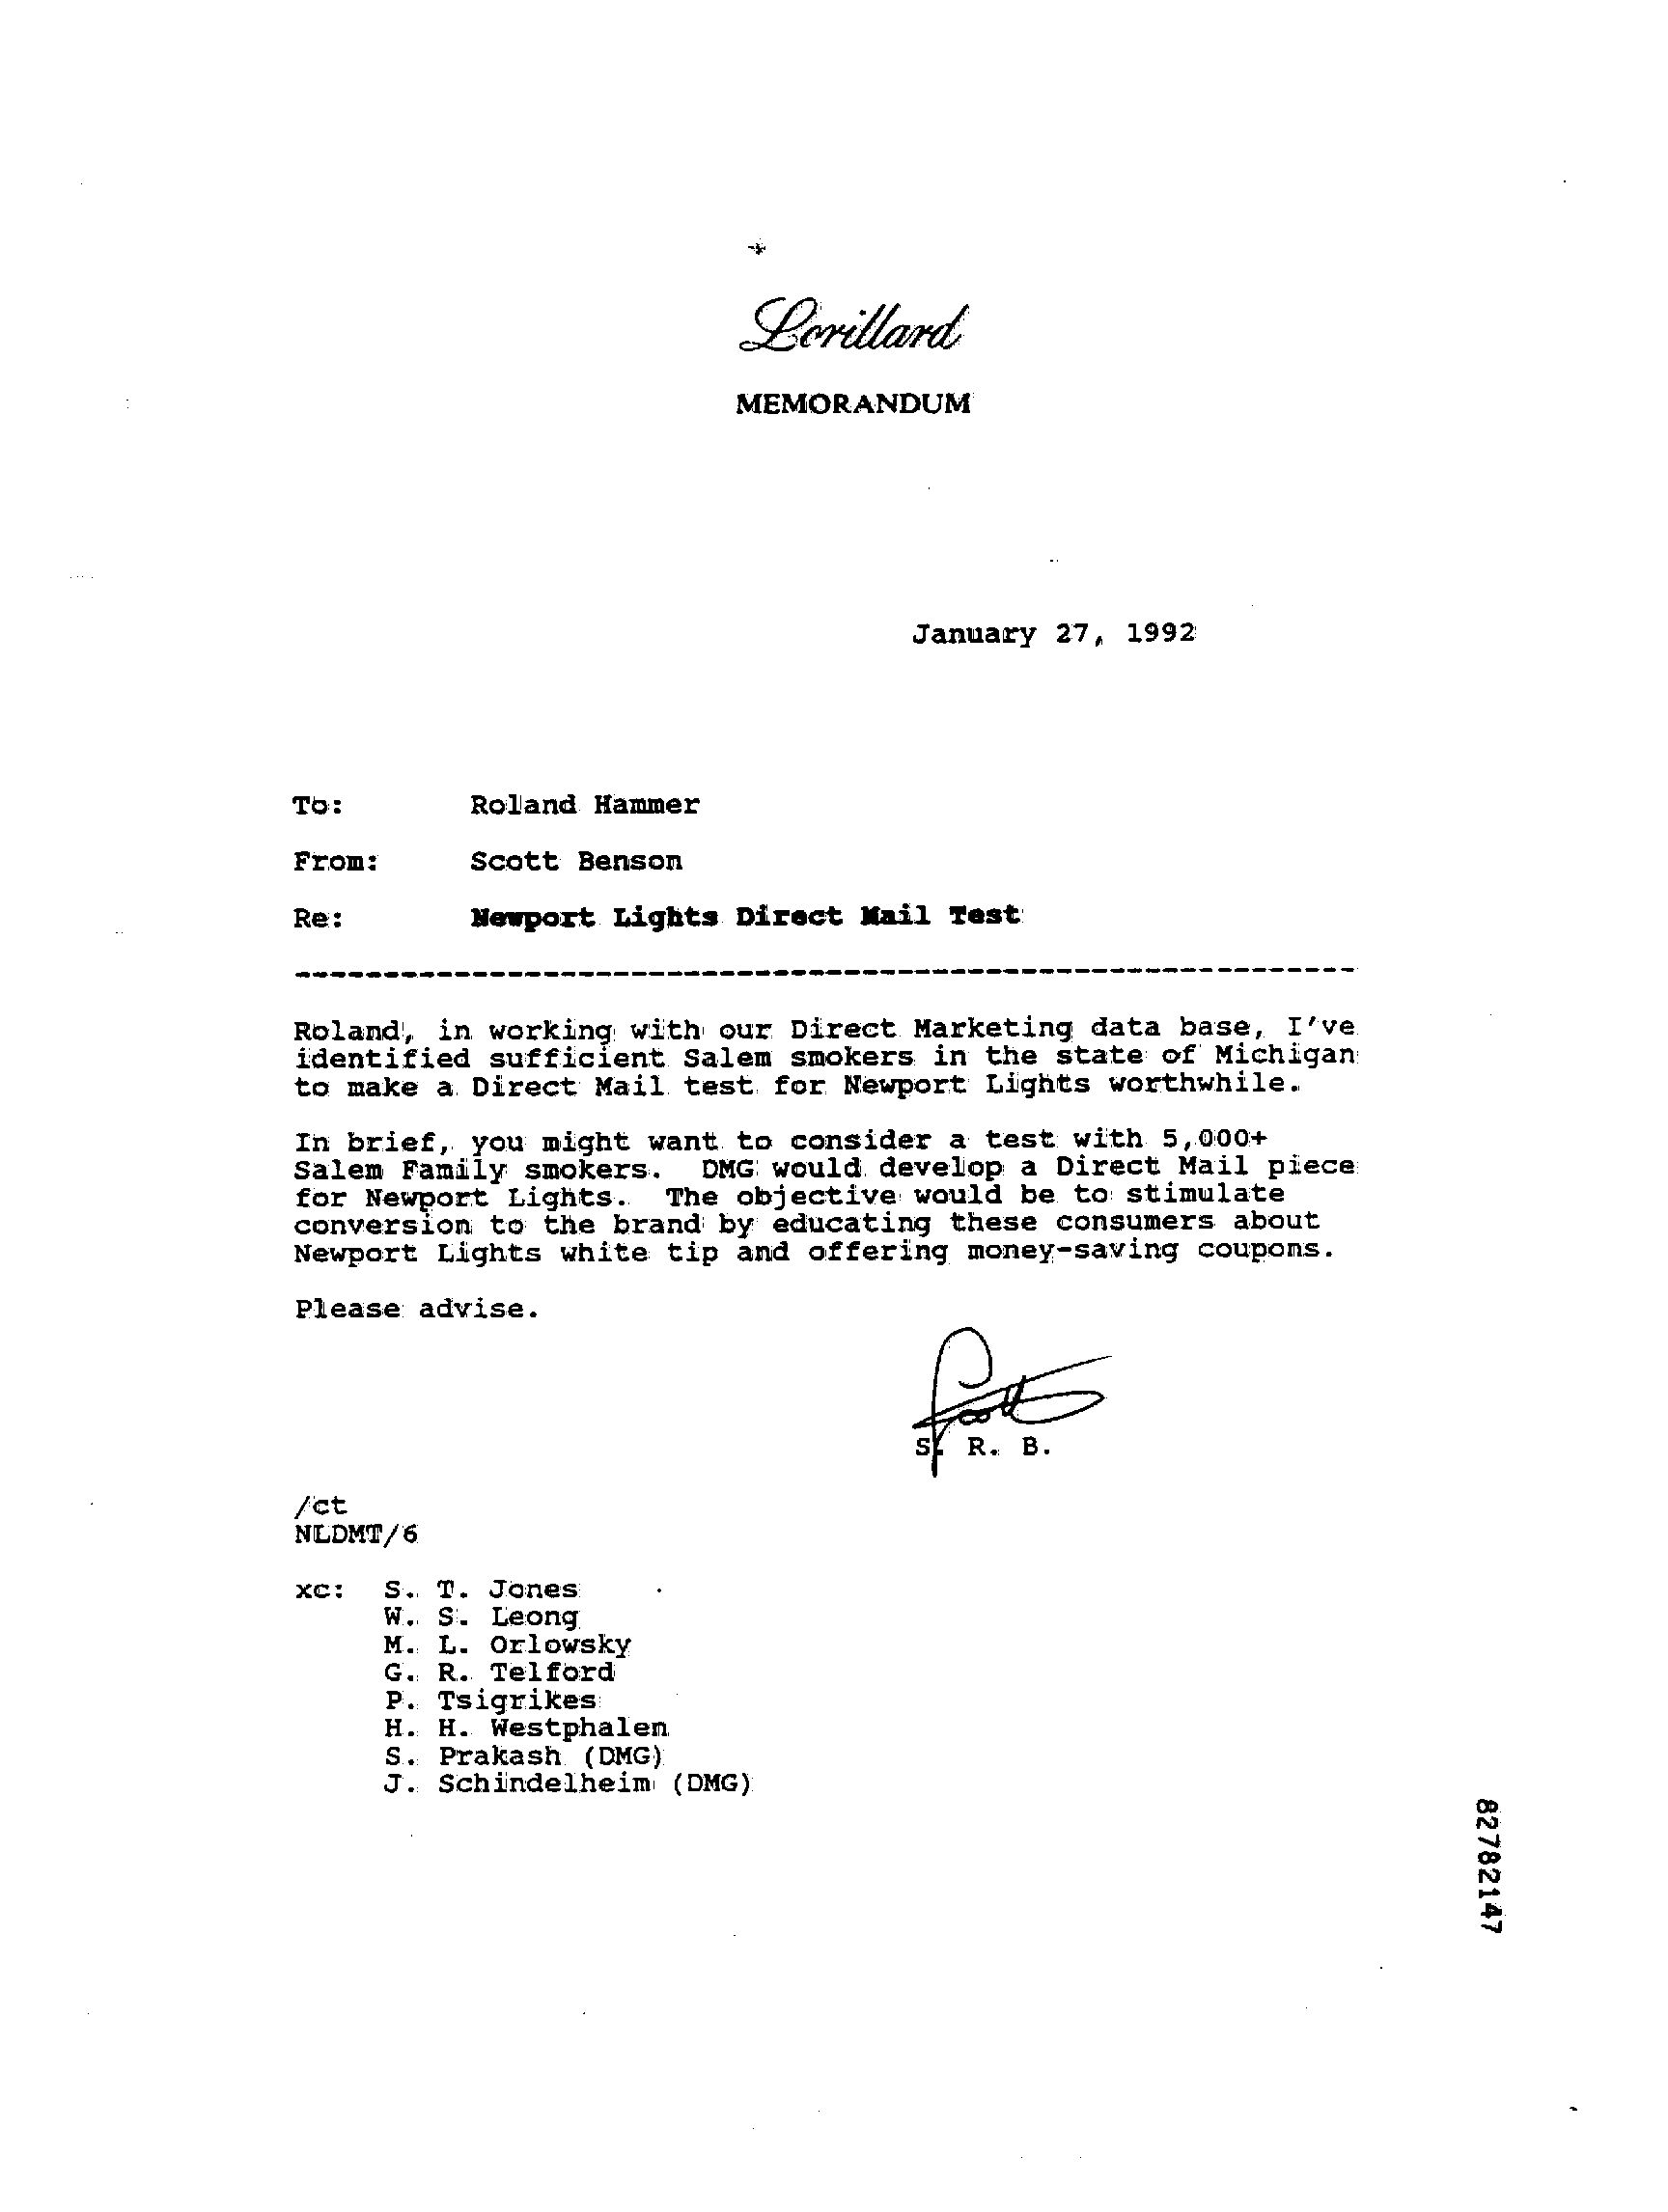 Lorillard
MEMORANDUM
January 27, 1992
To: Roland Hammer
From: Scott Benson
Re: Newport Lights Direct Mail Test
------------------------------------------------------------
Roland, in working with our Direct Marketing data base, I've
identified sufficient Salem smokers in the state of Michigan
to make a Direct Mail test for Newport Lights worthwhile.
In brief, you might want to consider a test with 5,000+
Salem Family smokers. DMG would develop a Direct Mail piece
for Newport Lights. The objective would be to stimulate
conversion to the brand by educating these consumers about
Newport Lights white tip and offering money-saving coupons.
Please advise.
Scott
S. R. B.
/ct
NLDMT/6
xc: S. T. Jones
W. S. Leong
M. L. Orlowsky
G. R. Telford
P. Tsigrikes
H. H. Westphalen
S. Prakash (DMG)
J. Schindelheim (DMG)
82782147